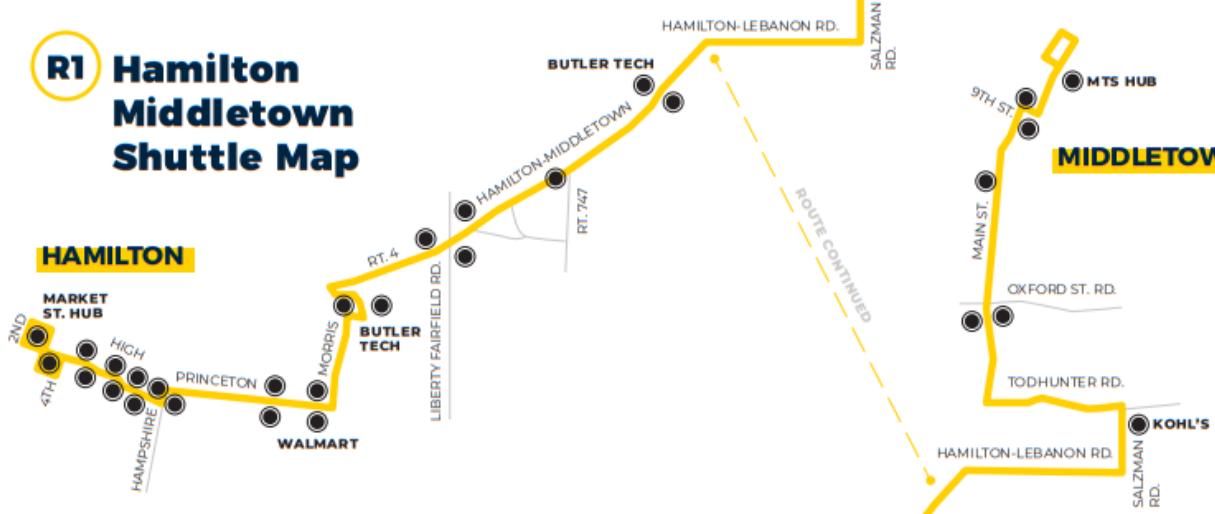 R1 Hamilton
Middletown
Shuttle Map
HAMILTON
MARKET
ST. HUB
2ND
4TH
HIGH
HAMPSHIRE
PRINCETON
WALMART
MORRIS
BUTLER
TECH
RT. 4
LIBERTY FAIRFIELD RD.
HAMILTON-MIDDLETOWN
RT. 747
BUTLER TECH
HAMILTON-LEBANON RD.
SALZMAN
RD.
ROUTE CONTINUED
MTS HUB
9TH ST.
MIDDLETOW
MAIN ST.
OXFORD ST. RD.
TODHUNTER RD.
KOHL'S
HAMILTON-LEBANON RD.
SALZMAN
RD.